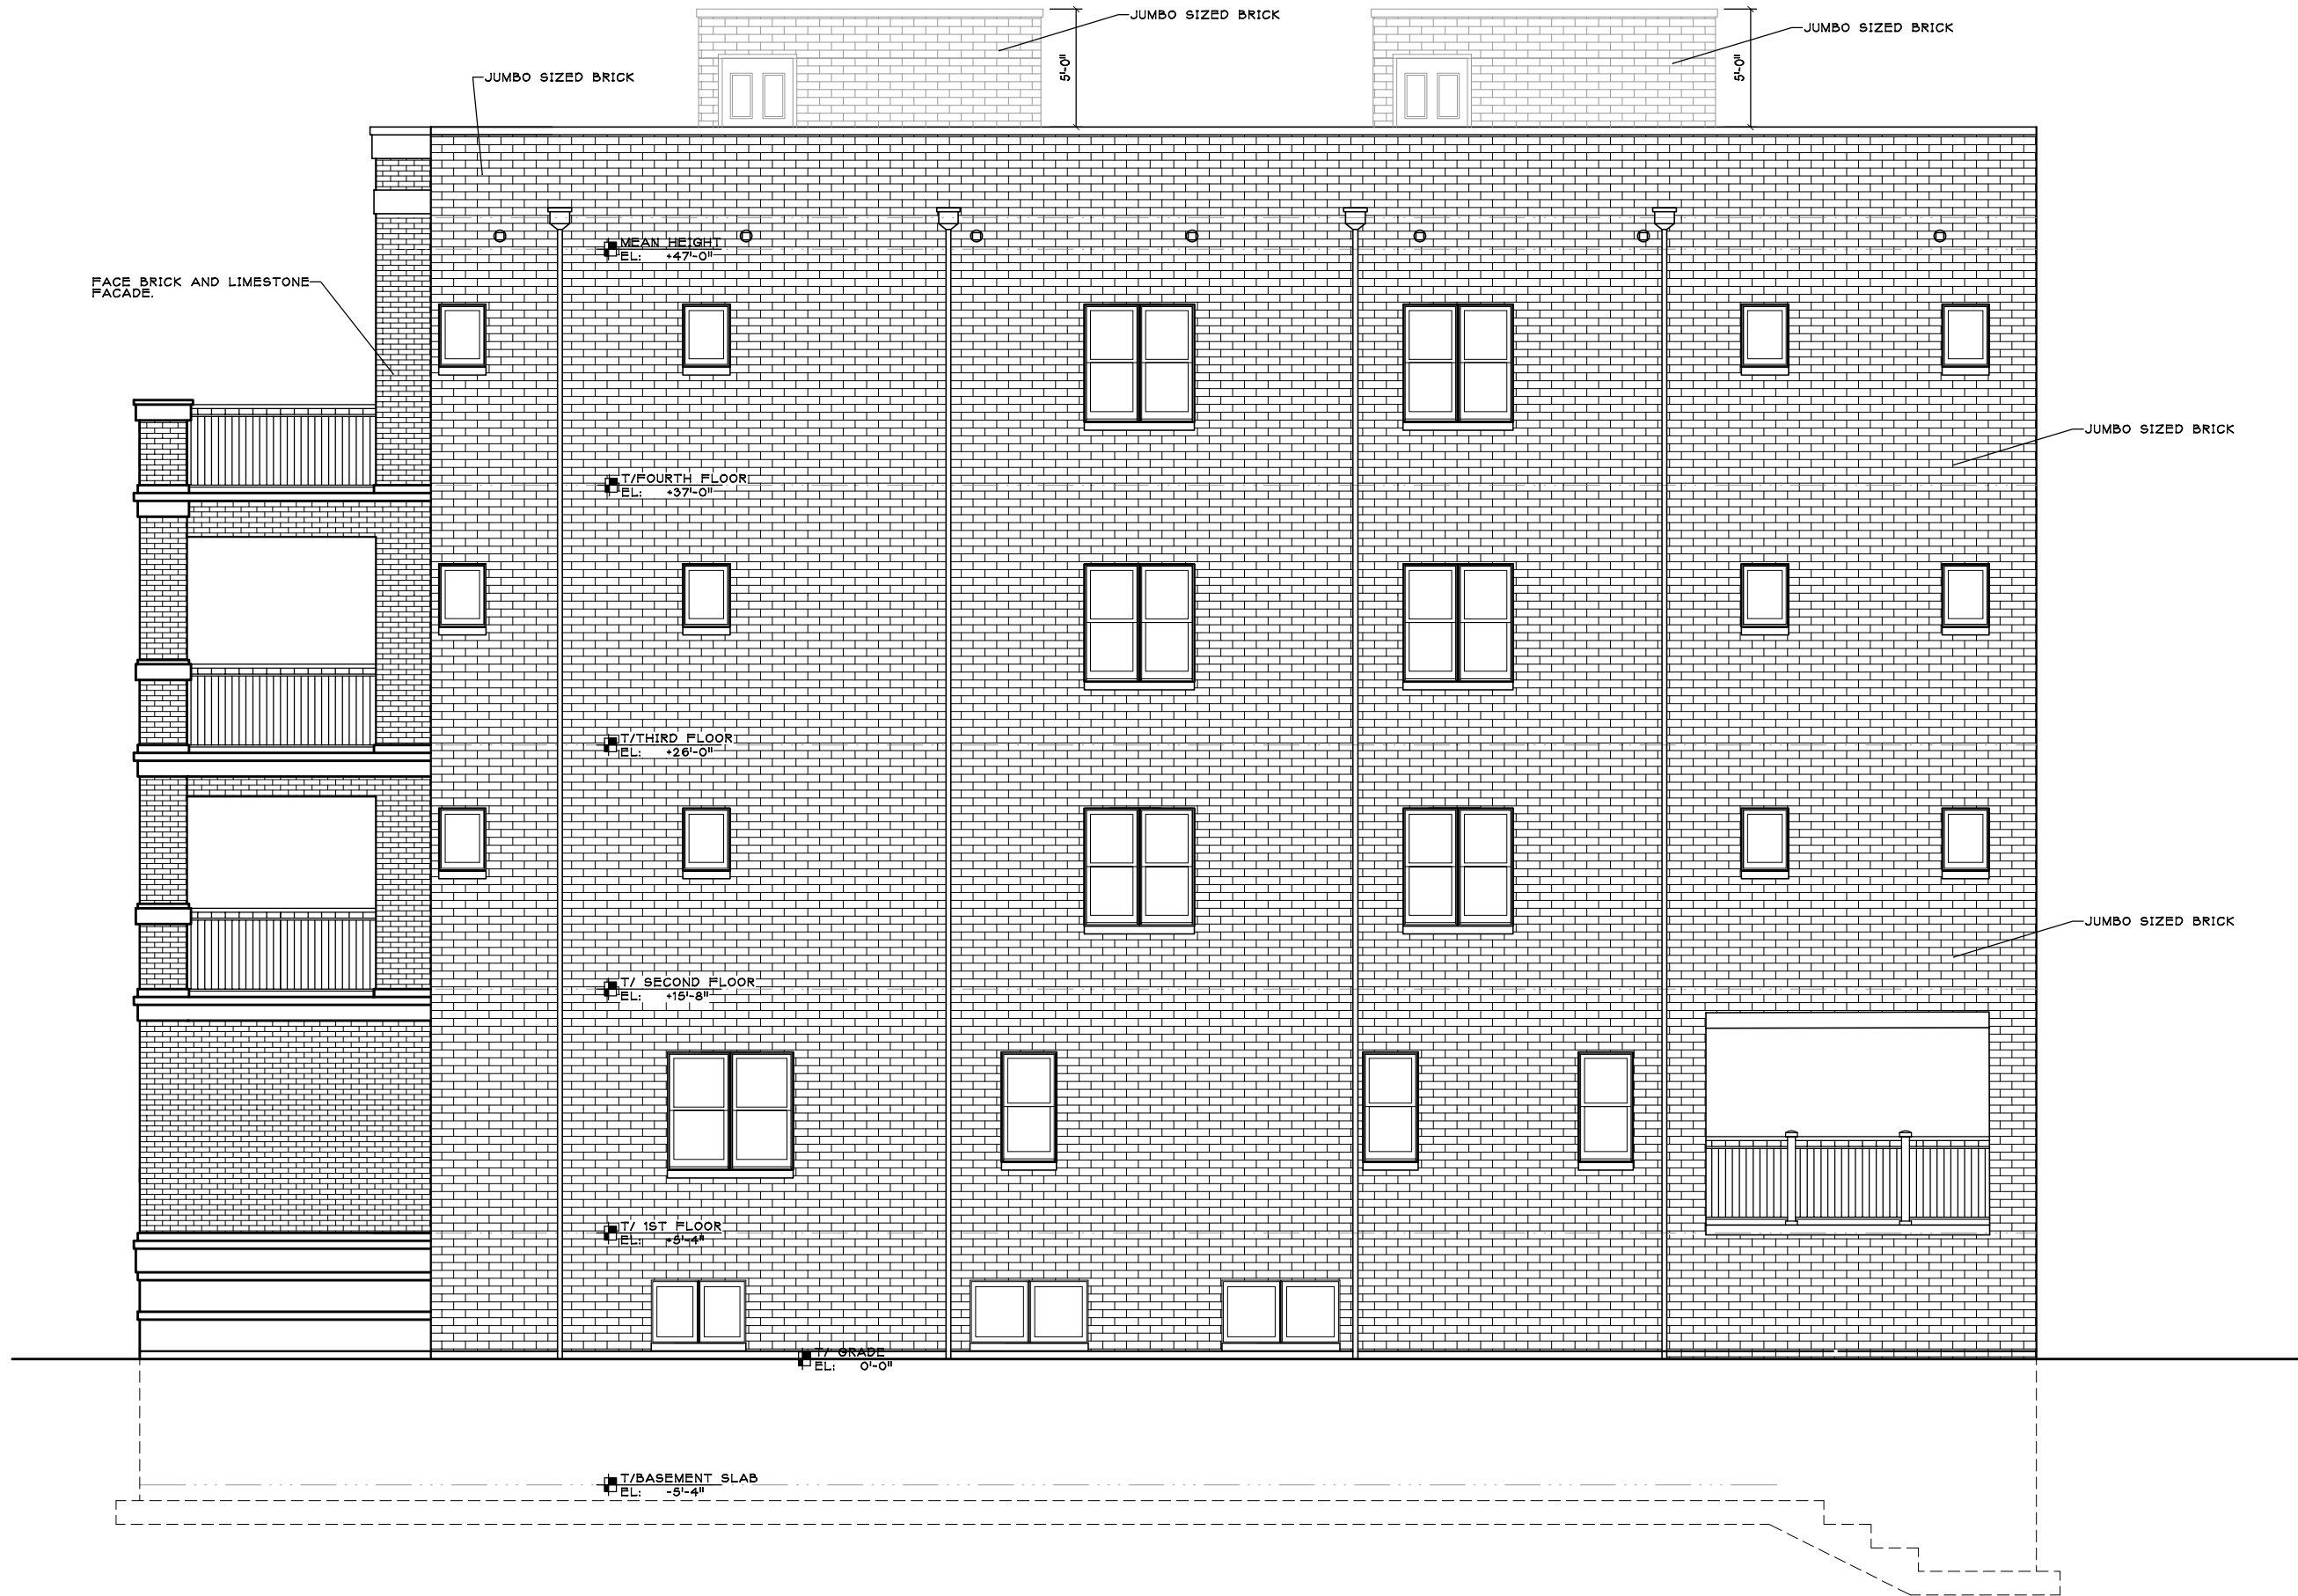 JUMBO SIZED BRICK
JUMBO SIZED BRICK
5'-0"
5'-0"
JUMBO SIZED BRICK
MEAN HEIGHT
EL: +47'-0"
FACE BRICK AND LIMESTONE
FACADE.
JUMBO SIZED BRICK
T/FOURTH FLOOR
EL: +37'-0"
T/THIRD FLOOR
EL: +26'-0"
JUMBO SIZED BRICK
T/ SECOND FLOOR
EL: +15'-8"
T/ 1ST FLOOR
EL: +5'-4"
T/ GRADE
EL: 0'-0"
T/BASEMENT SLAB
EL: -5'-4"